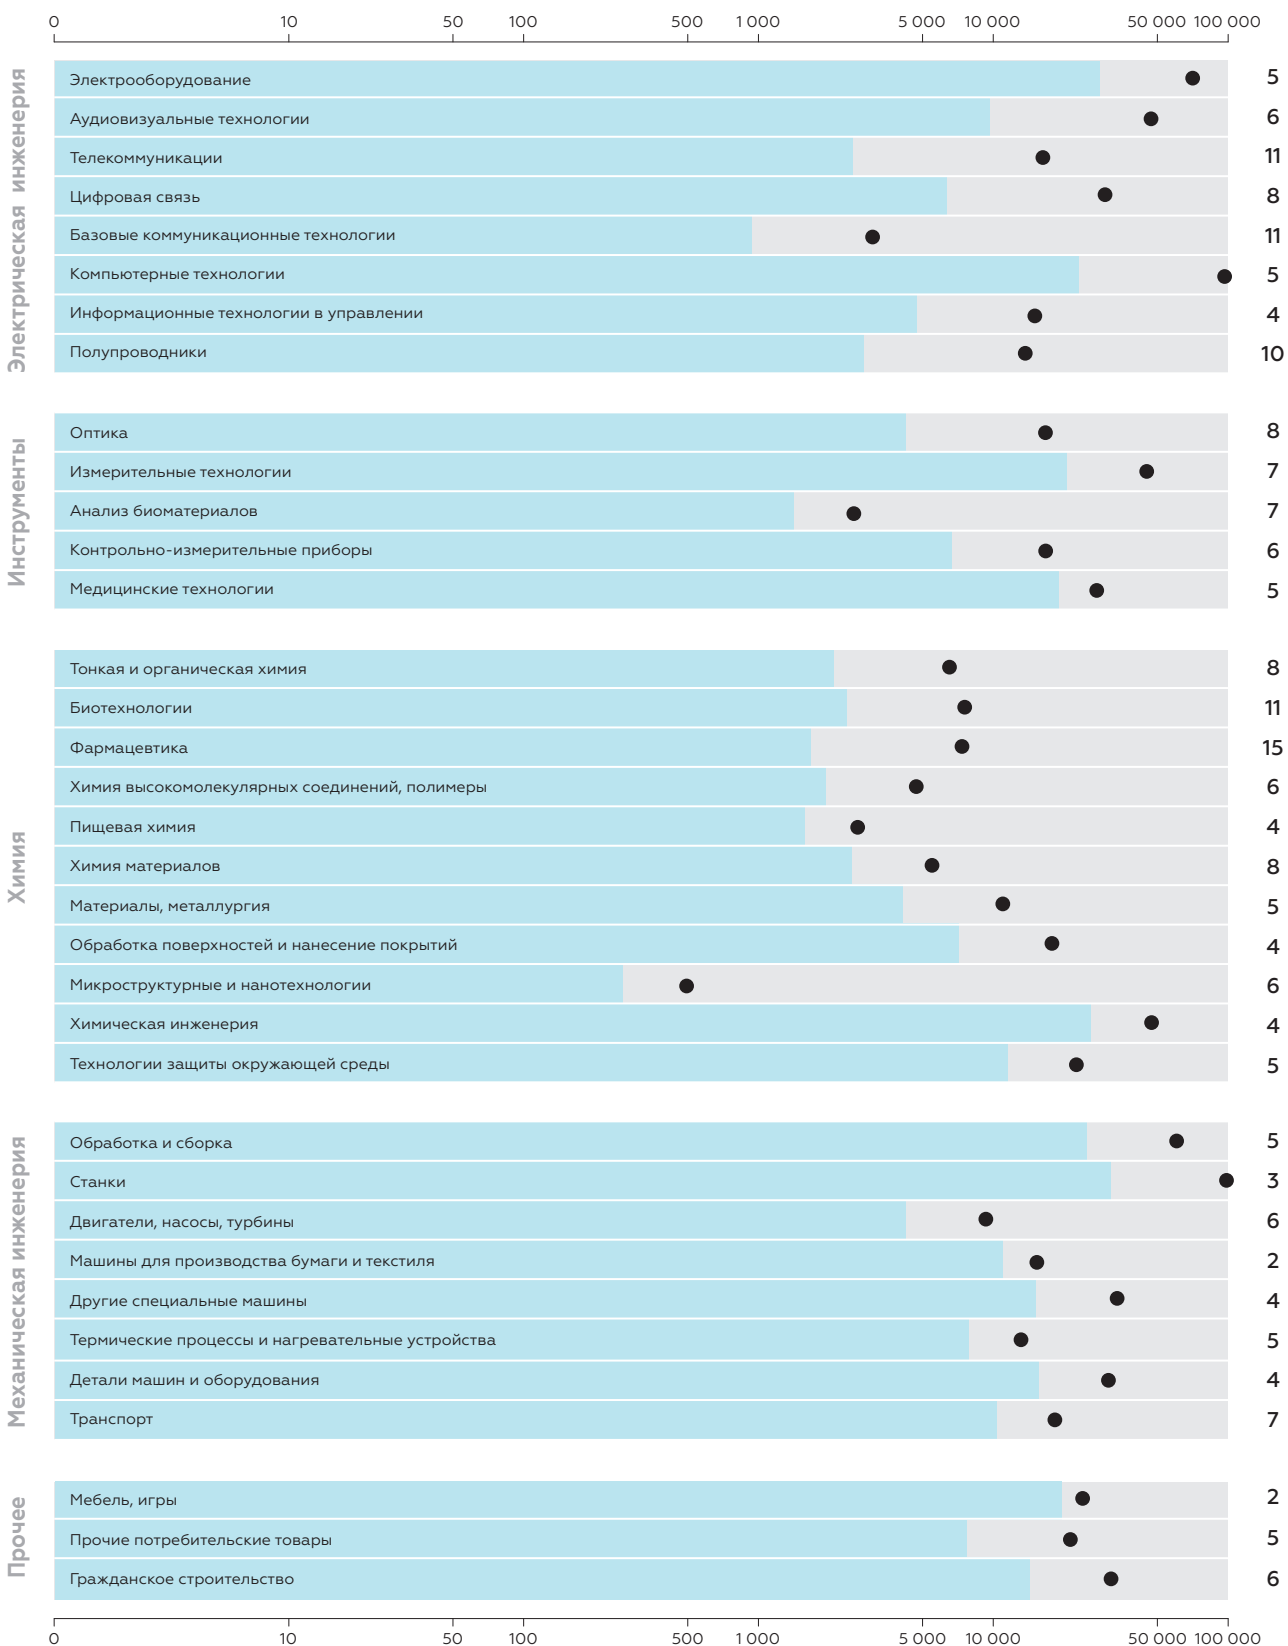 0 10 50 100 500 1 000 5 000 10 000 50 000 100 000
Электрическая инженерия
Электрооборудование 5
Аудиовизуальные технологии 6
Телекоммуникации 11
Цифровая связь 8
Базовые коммуникационные технологии 11
Компьютерные технологии 5
Информационные технологии в управлении 4
Полупроводники 10
Инструменты
Оптика 8
Измерительные технологии 7
Анализ биоматериалов 7
Контрольно-измерительные приборы 6
Медицинские технологии 5
Химия
Тонкая и органическая химия 8
Биотехнологии 11
Фармацевтика 15
Химия высокомолекулярных соединений, полимеры 6
Пищевая химия 4
Химия материалов 8
Материалы, металлургия 5
Обработка поверхностей и нанесение покрытий 4
Микроструктурные и нанотехнологии 6
Химическая инженерия 4
Технологии защиты окружающей среды 5
Механическая инженерия
Обработка и сборка 5
Станки 3
Двигатели, насосы, турбины 6
Машины для производства бумаги и текстиля 2
Другие специальные машины 4
Термические процессы и нагревательные устройства 5
Детали машин и оборудования 4
Транспорт 7
Прочее
Мебель, игры 2
Прочие потребительские товары 5
Гражданское строительство 6
0 10 50 100 500 1 000 5 000 10 000 50 000 100 000